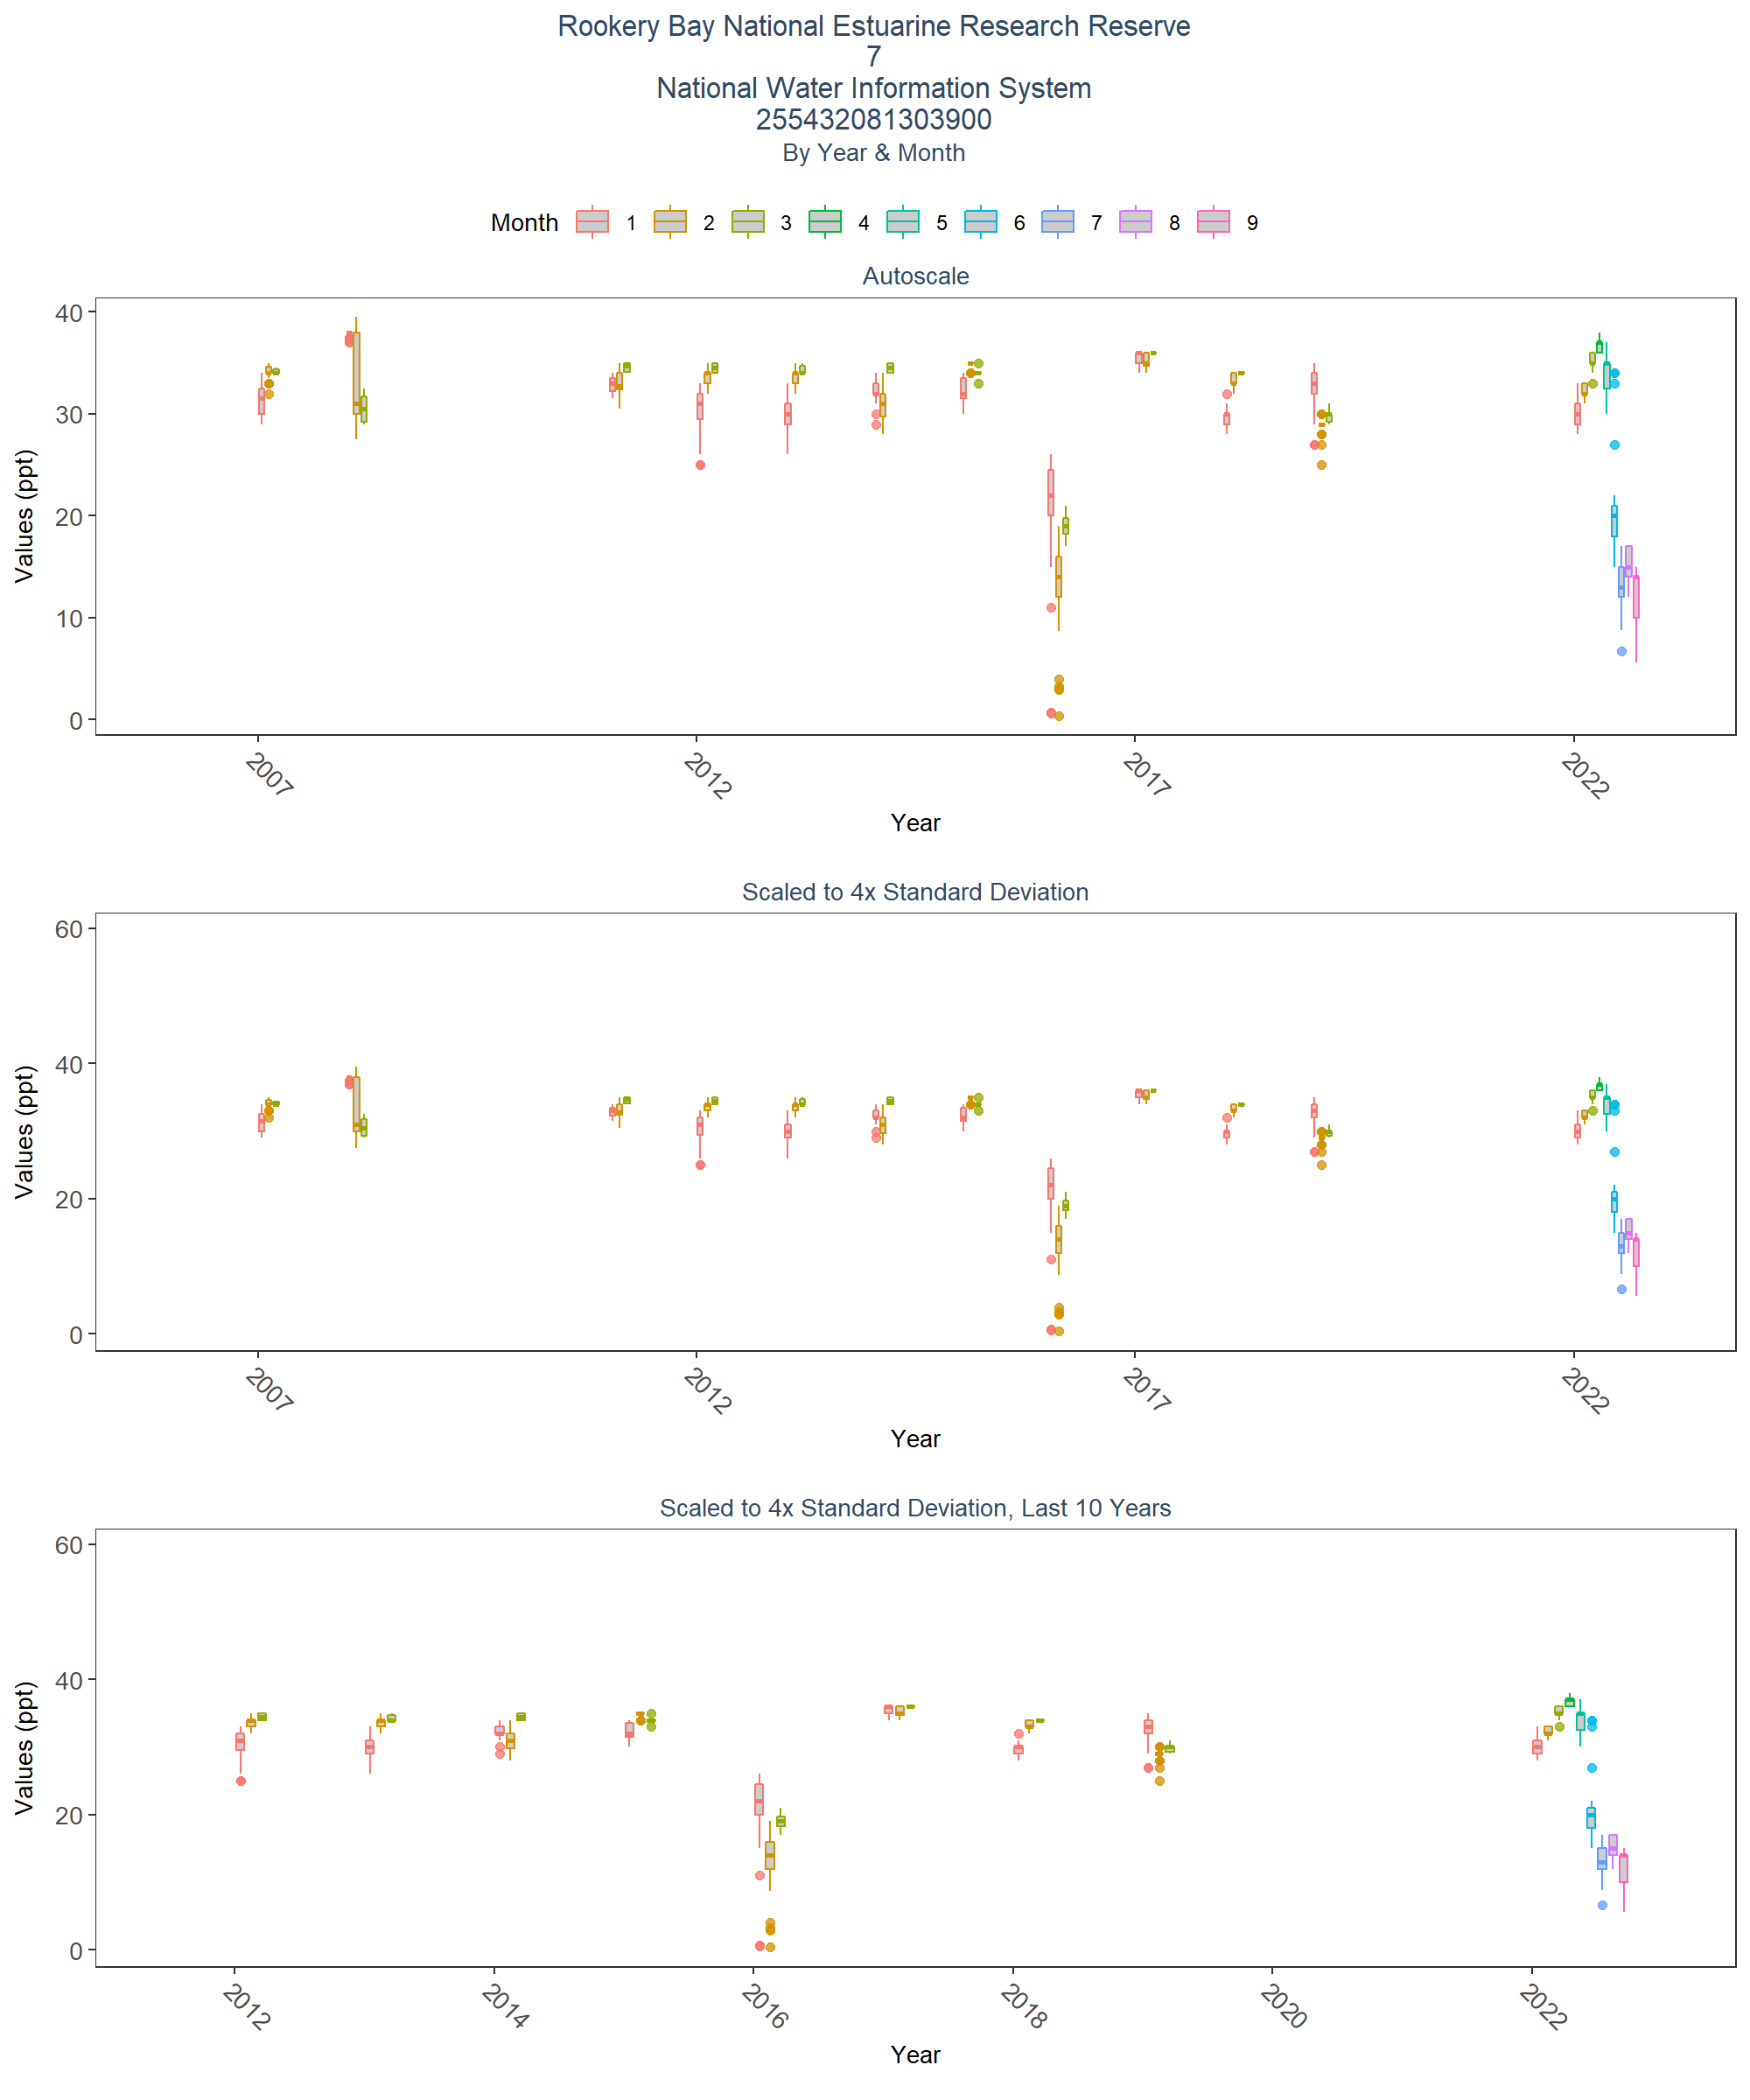 Rookery Bay National Estuarine Research Reserve
7
National Water Information System
255432081303900
By Year & Month
Month 1 2 3 4 5 6 7 8 9
Autoscale
Values (ppt)
40
30
20
10
0
2007 2012 2017 2022
Year
Scaled to 4x Standard Deviation
Values (ppt)
60
40
20
0
2007 2012 2017 2022
Year
Scaled to 4x Standard Deviation, Last 10 Years
Values (ppt)
60
40
20
0
2012 2014 2016 2018 2020 2022
Year